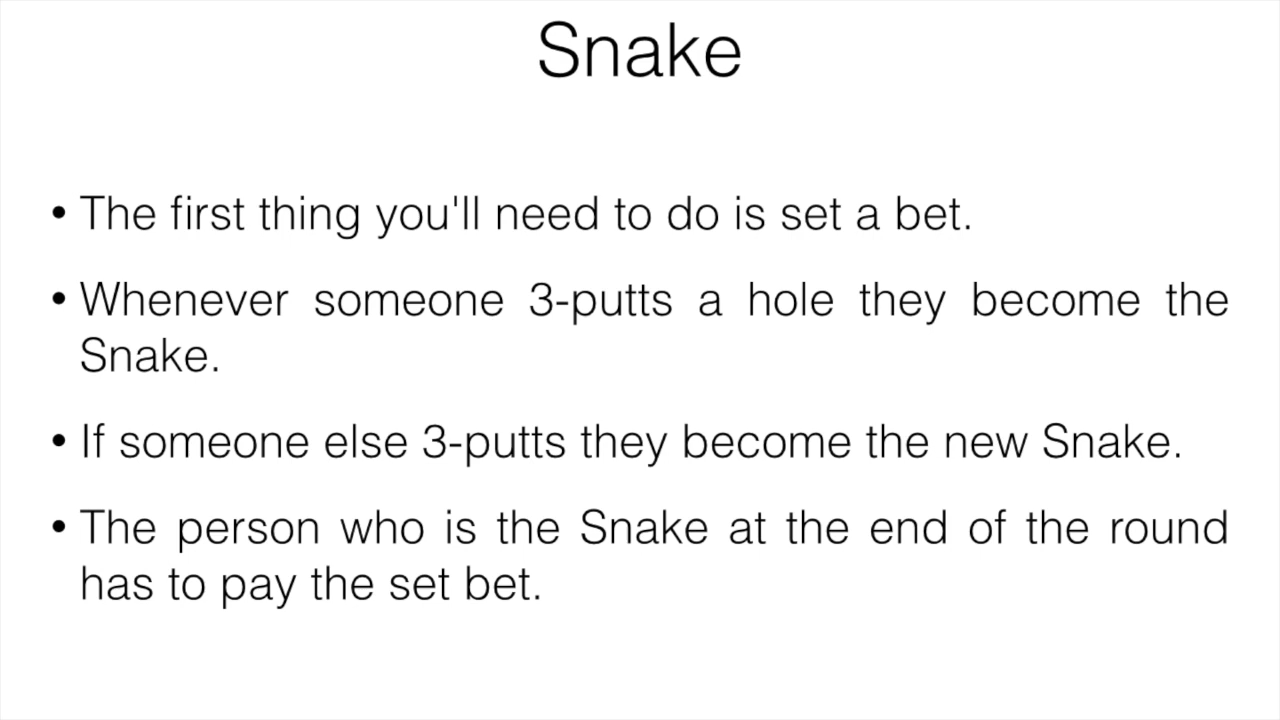 Snake
• The first thing you'll need to do is set a bet.
• Whenever someone 3-putts a hole they become the
Snake.
• If someone else 3-putts they become the new Snake.
• The person who is the Snake at the end of the round
has to pay the set bet.